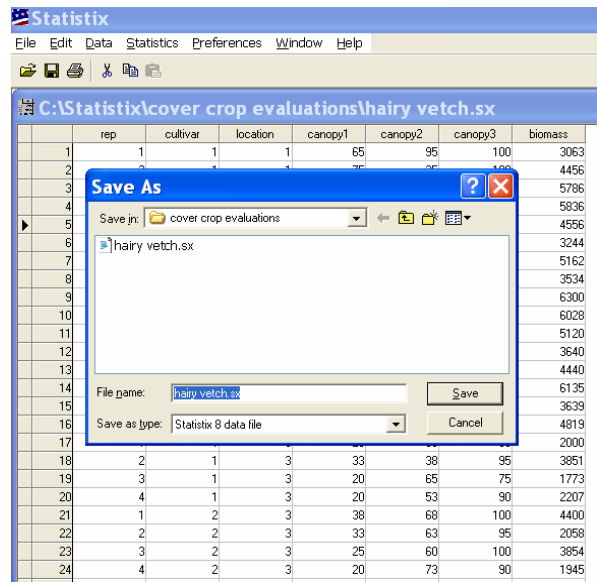 Statistix
File Edit Data Statistics Preferences Window Help
C:\Statistix\cover crop evaluations\hairy vetch.sx
rep cultivar location canopy1 canopy2 canopy3 biomass
1 1 1 1 65 95 100 3063
2 4456
3 5786
4 5836
5 4556
6 3244
7 5162
8 3534
9 6300
10 6028
11 5120
12 3640
13 4440
14 6135
15 3639
16 4819
17 2000
Save As
Save in: cover crop evaluations
hairy vetch.sx
File name: hairy vetch.sx Save
Save as type: Statistix 8 data file Cancel
18 2 1 3 33 38 95 3851
19 3 1 3 20 65 75 1773
20 4 1 3 20 53 90 2207
21 1 2 3 38 68 100 4400
22 2 2 3 33 63 95 2058
23 3 2 3 25 60 100 3854
24 4 2 3 20 73 90 1945